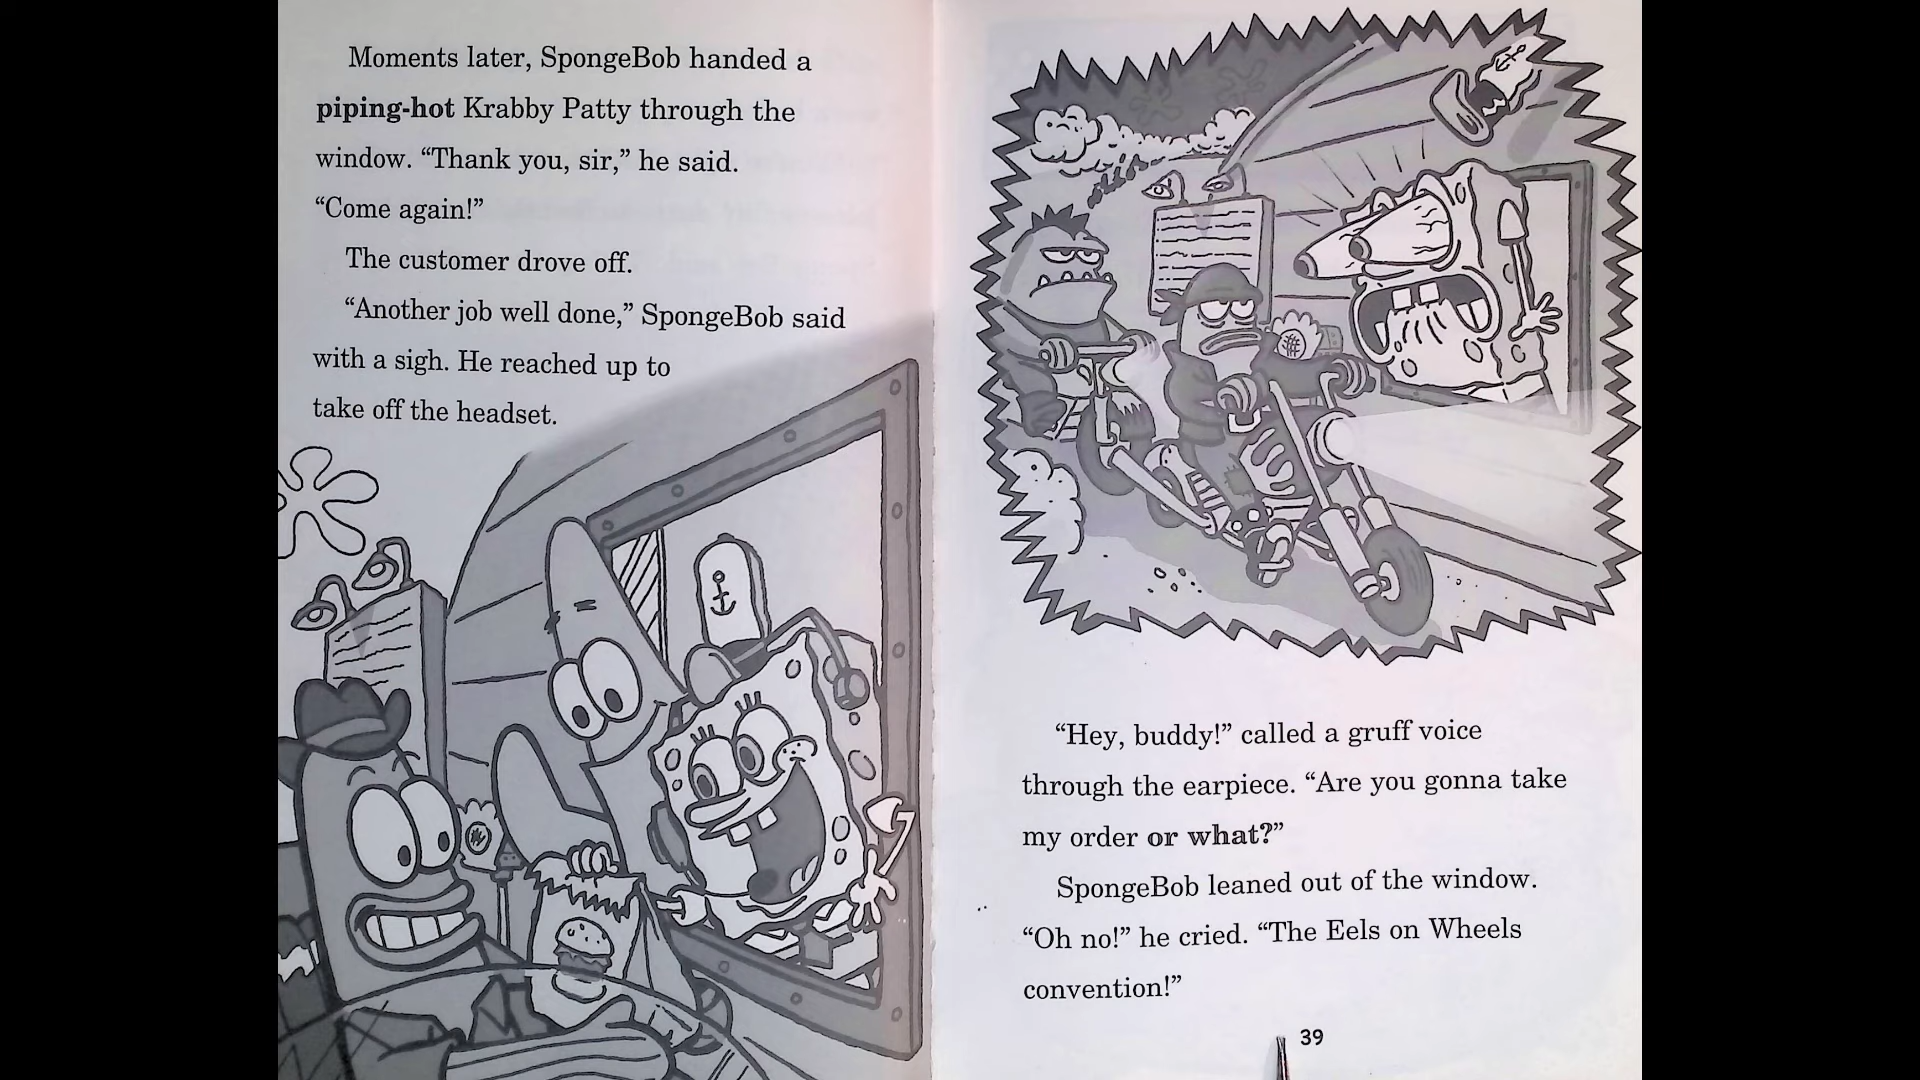 Moments later, SpongeBob handed a
piping-hot Krabby Patty through the
window. “Thank you, sir,” he said.
“Come again!”
The customer drove off.
“Another job well done,” SpongeBob said
with a sigh. He reached up to
take off the headset.
“Hey, buddy!” called a gruff voice
through the earpiece. “Are you gonna take
my order or what?”
SpongeBob leaned out of the window.
“Oh no!” he cried. “The Eels on Wheels
convention!”
39